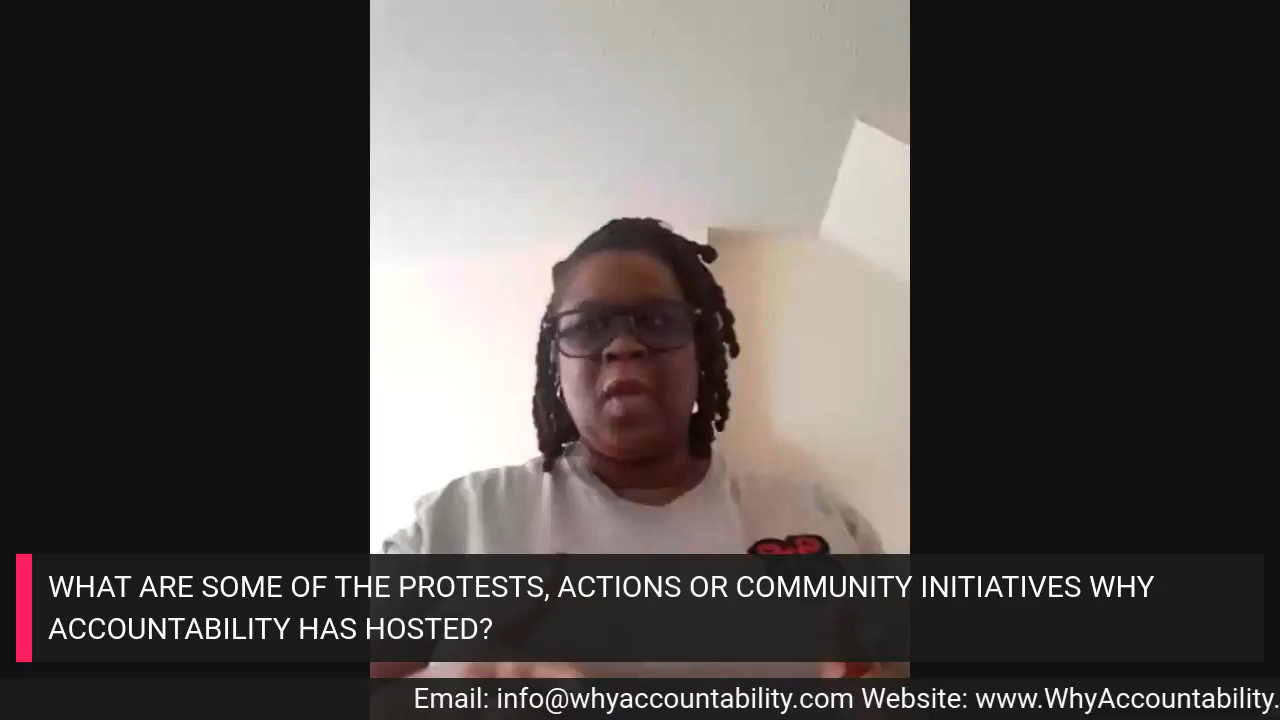 WHAT ARE SOME OF THE PROTESTS, ACTIONS OR COMMUNITY INITIATIVES WHY
ACCOUNTABILITY HAS HOSTED?
Email: info@whyaccountability.com Website: www.WhyAccountability.